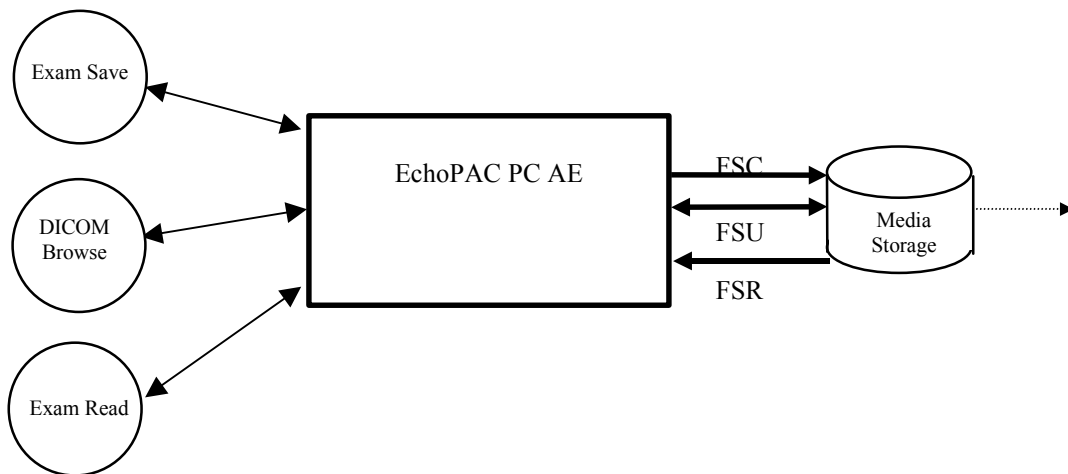 Exam Save
DICOM
Browse
Exam Read
EchoPAC PC AE
FSC
FSU
FSR
Media
Storage